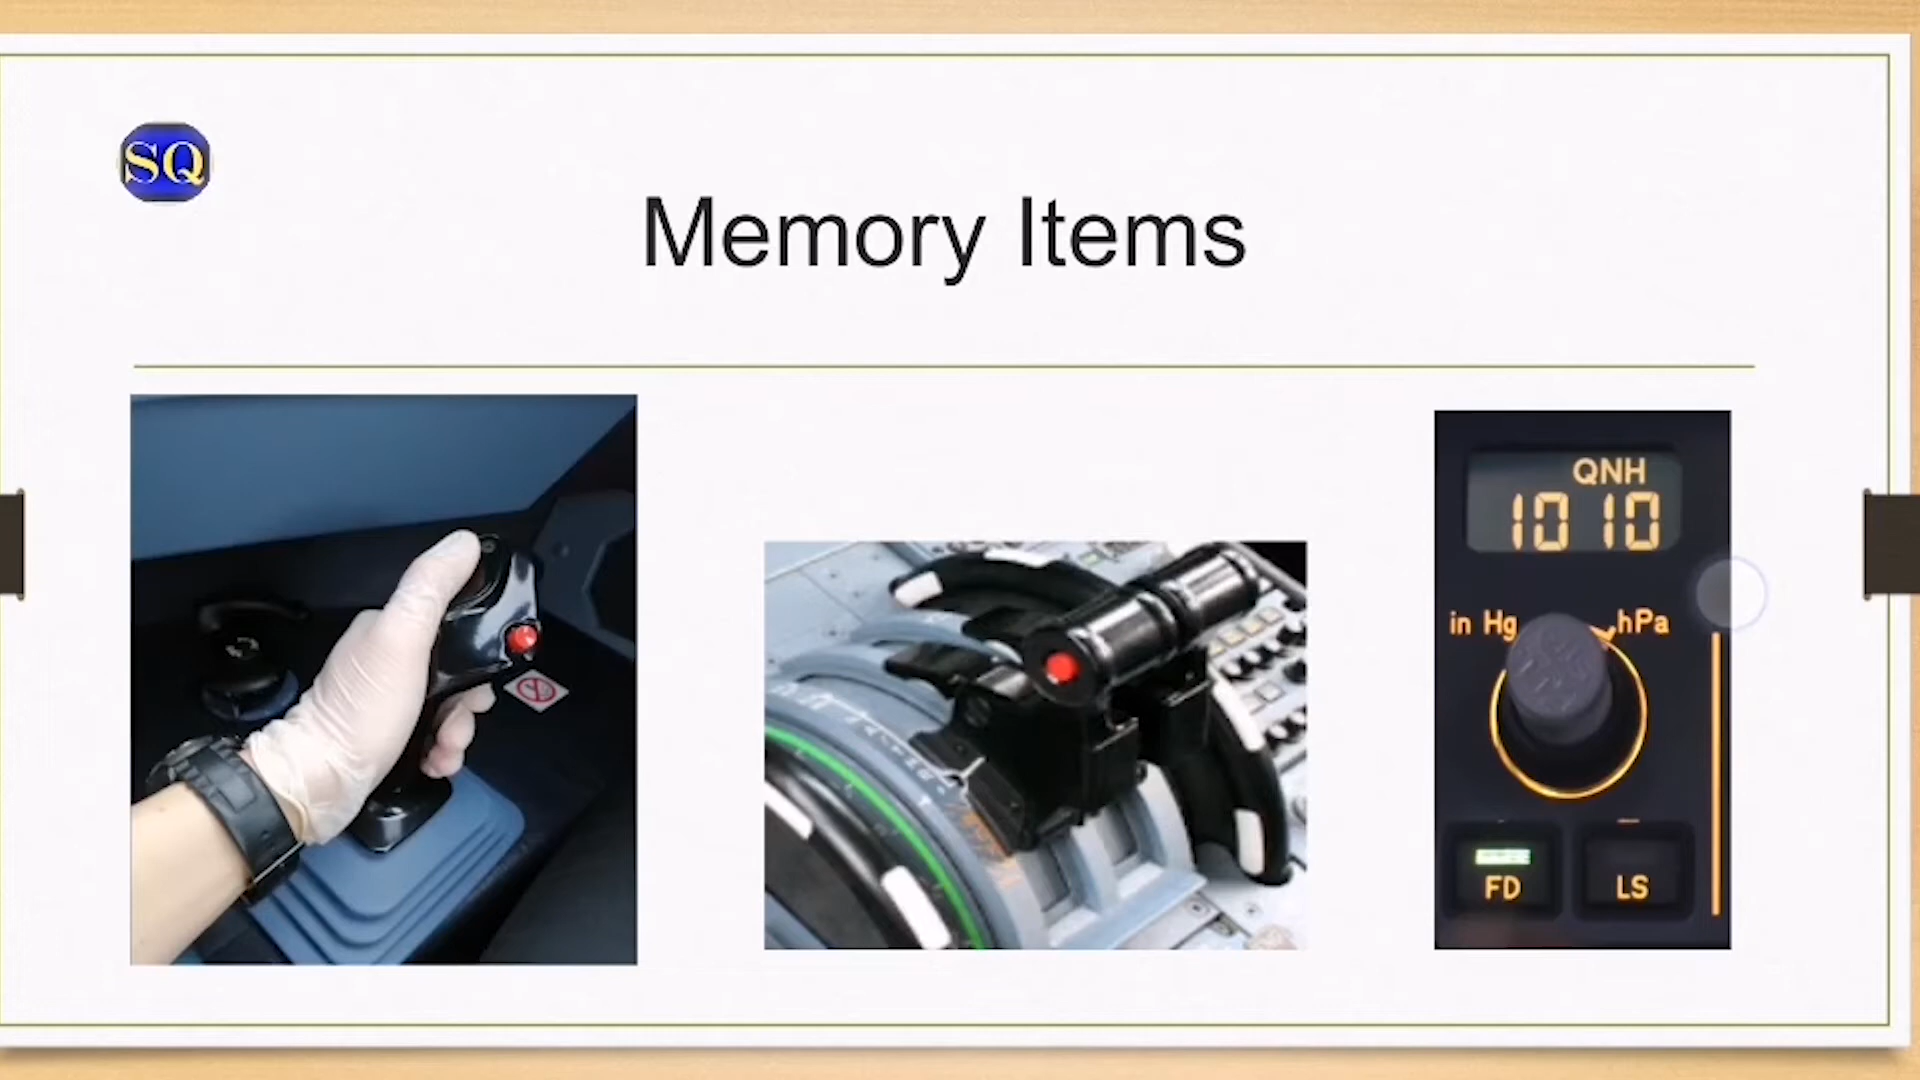 SQ
Memory Items
QNH
1010
in Hg
hPa
FD
LS